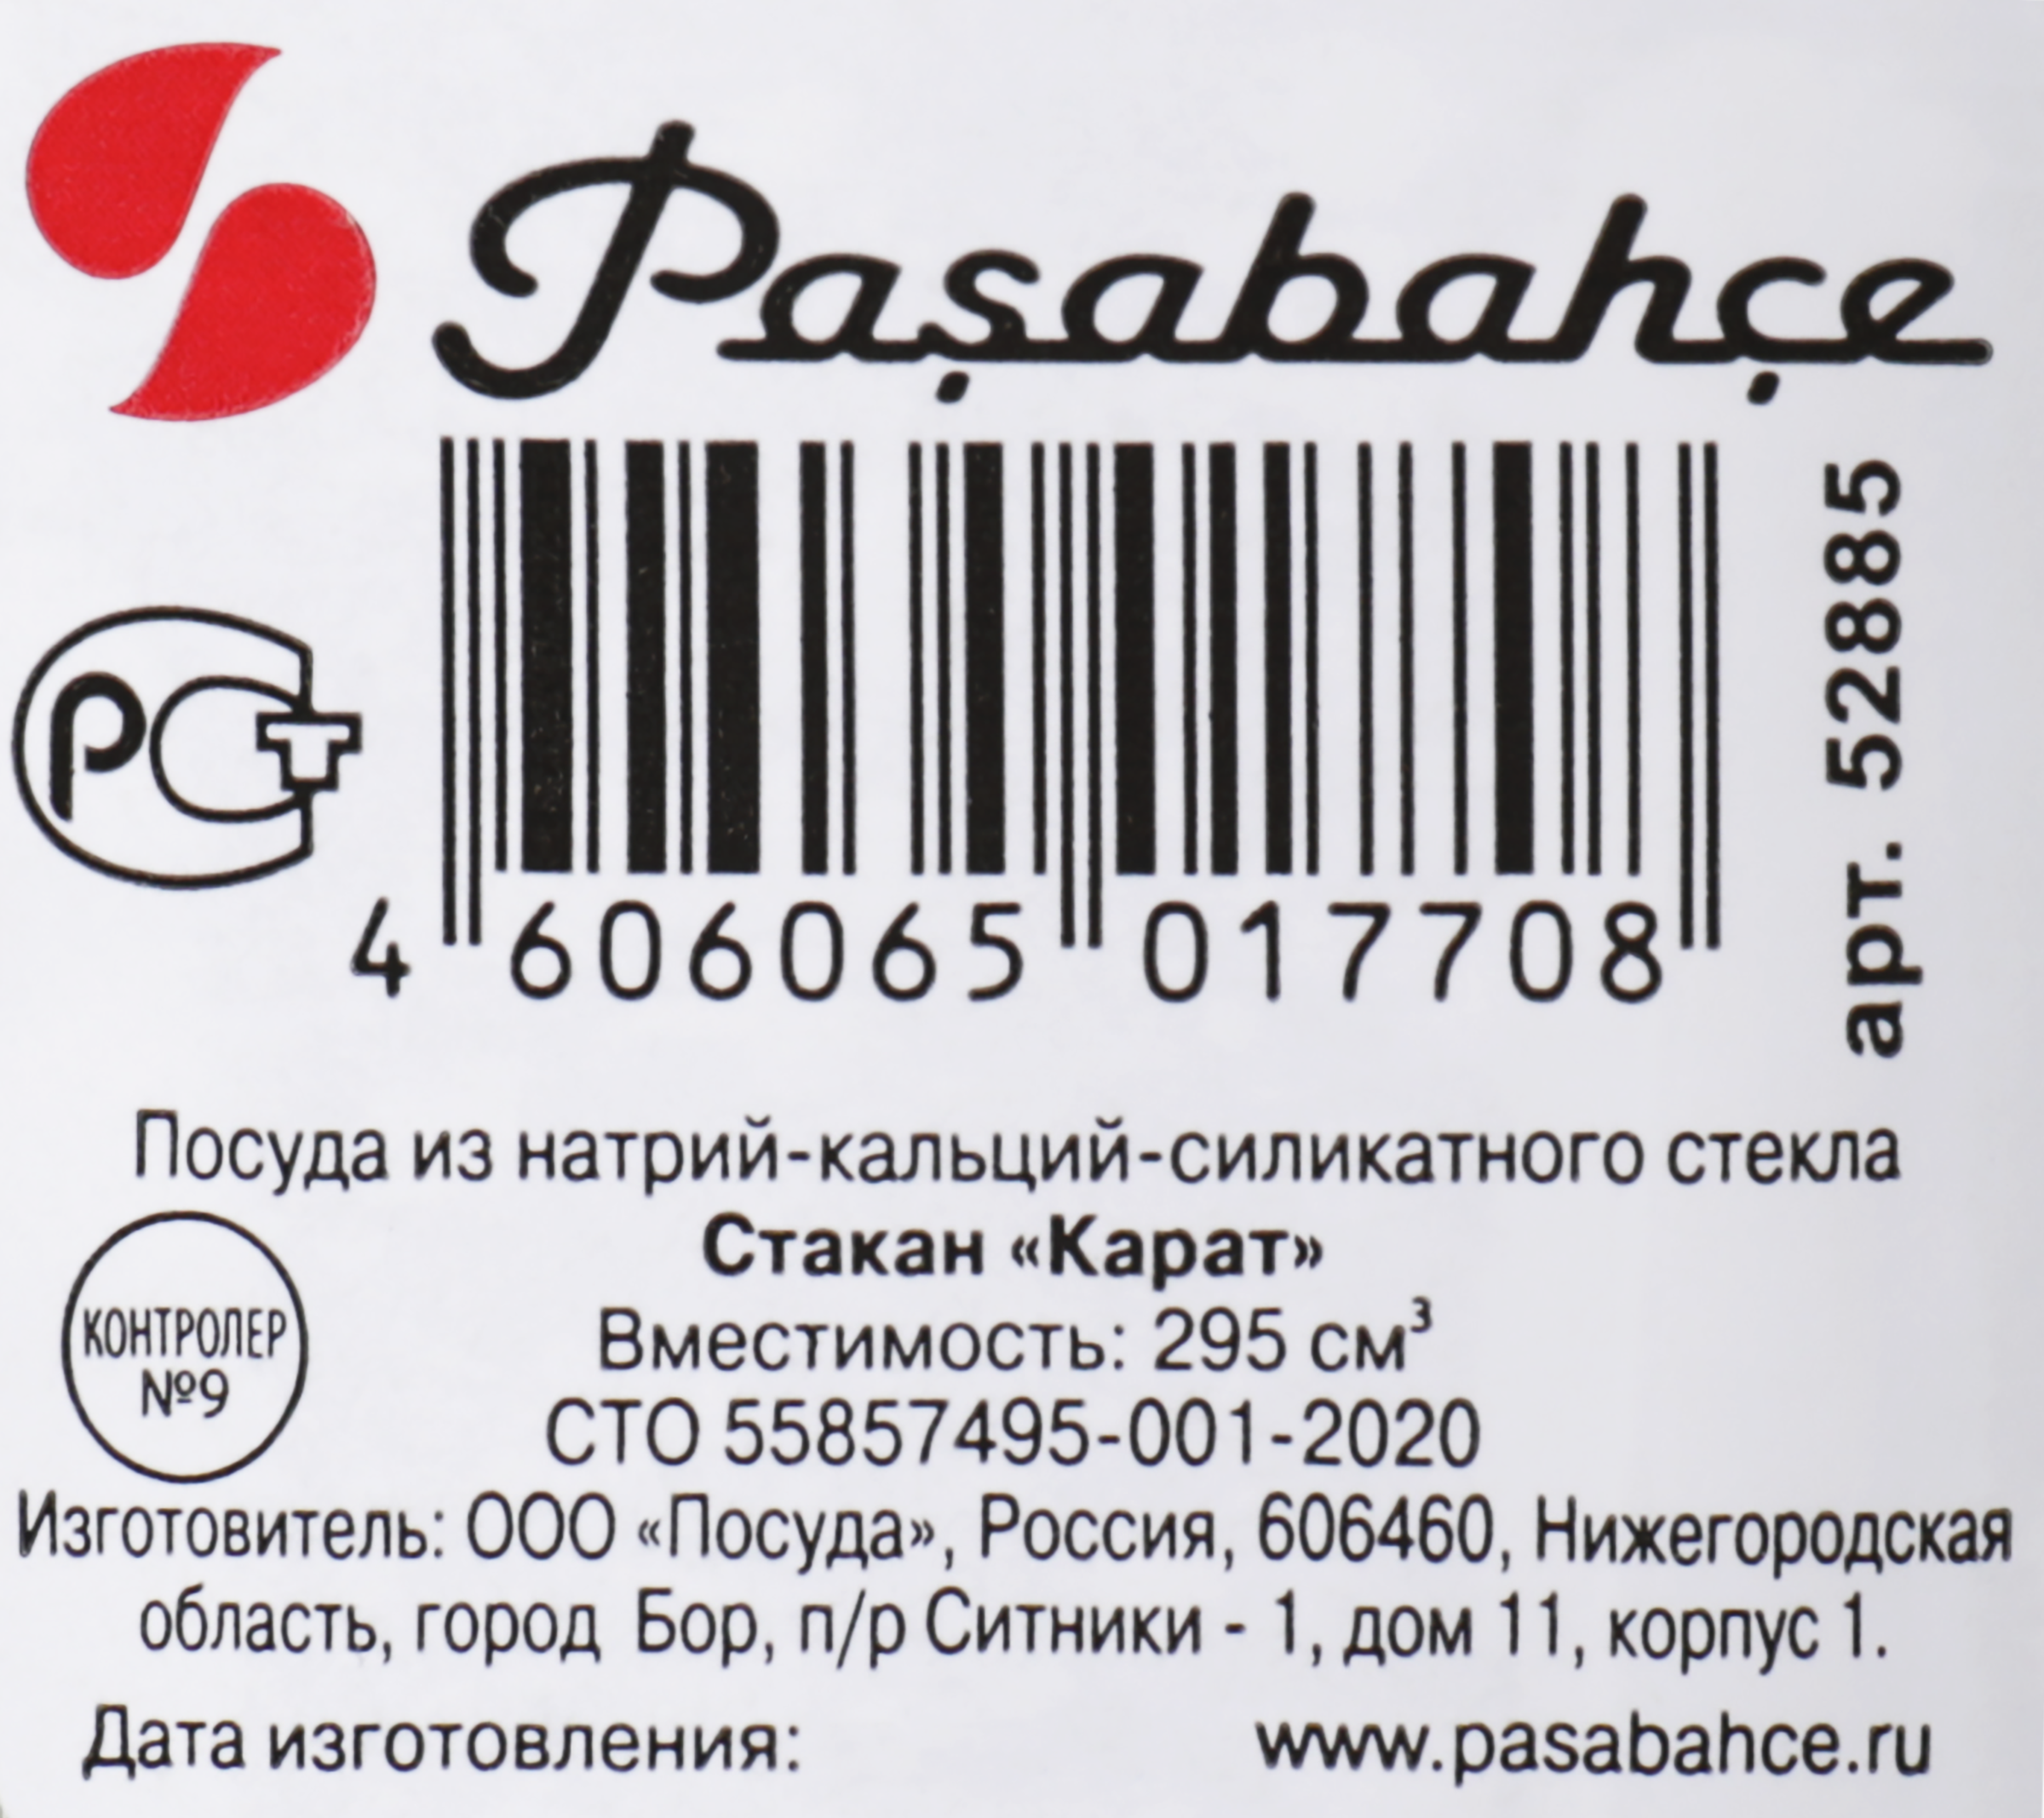 Paşabahçe
арт. 52885
РСТ
4 606065 017708
Посуда из натрий-кальций-силикатного стекла
Стакан «Карат»
КОНТРОЛЕР
№9
Вместимость: 295 см³
СТО 55857495-001-2020
Изготовитель: ООО «Посуда», Россия, 606460, Нижегородская
область, город Бор, п/р Ситники - 1, дом 11, корпус 1.
Дата изготовления:
www.pasabahce.ru